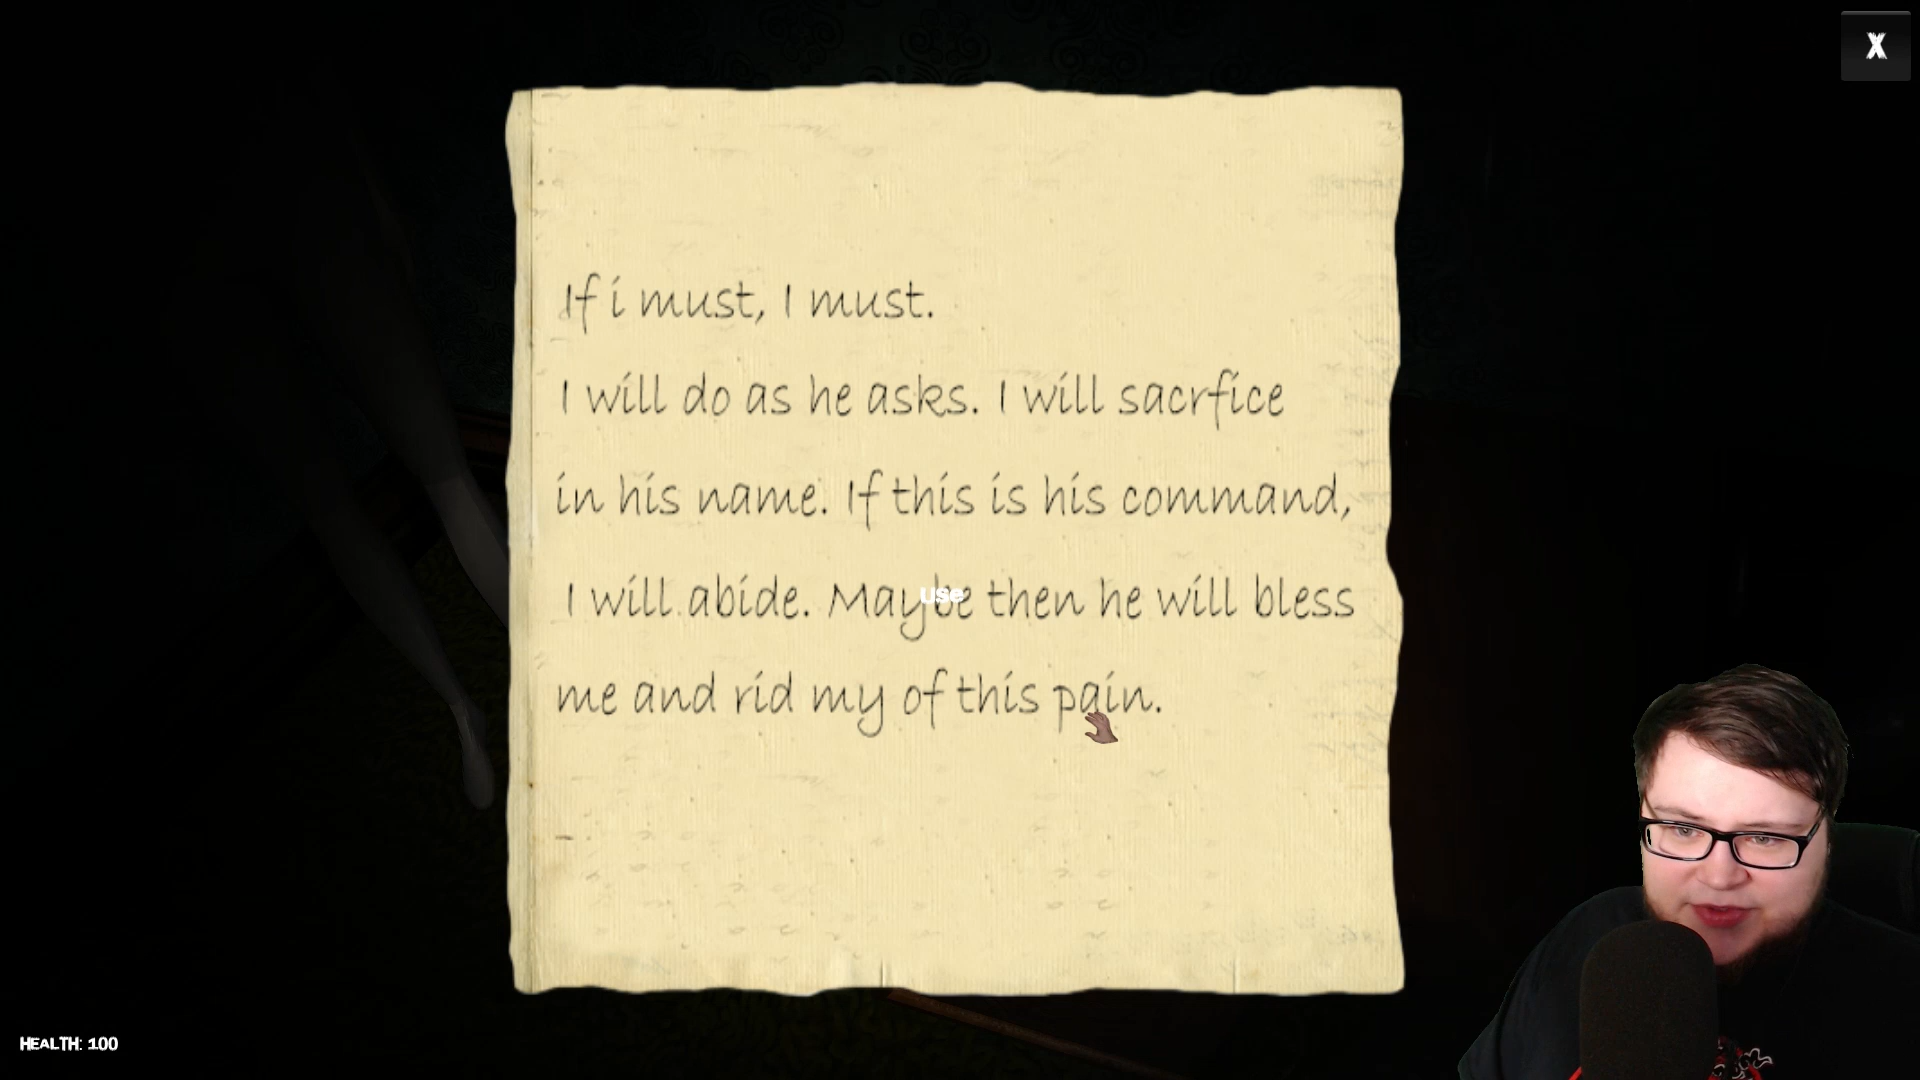 X
If i must, I must.
I will do as he asks. I will sacrfice
in his name. If this is his command,
I will abide. Maybe then he will bless
use
me and rid my of this pain.
HEALTH: 100